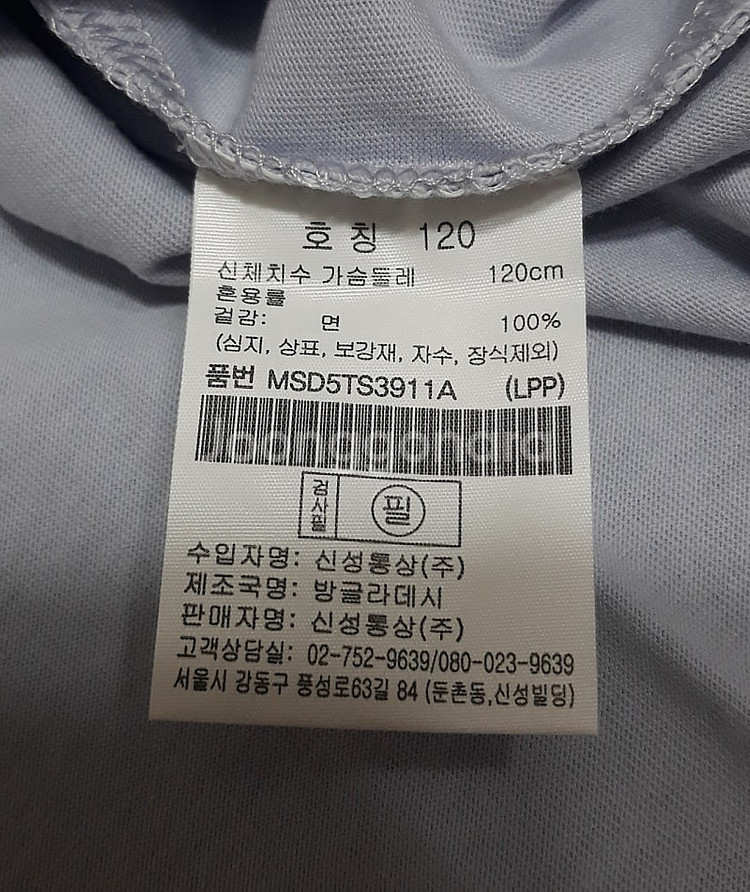 호칭 120
신체치수 가슴둘레 120cm
혼용률
겉감: 면 100%
(심지, 상표, 보강재, 자수, 장식제외)
품번 MSD5TS3911A (LPP)
joonggonara
검사필 필
수입자명: 신성통상(주)
제조국명: 방글라데시
판매자명: 신성통상(주)
고객상담실: 02-752-9639/080-023-9639
서울시 강동구 풍성로63길 84 (둔촌동,신성빌딩)